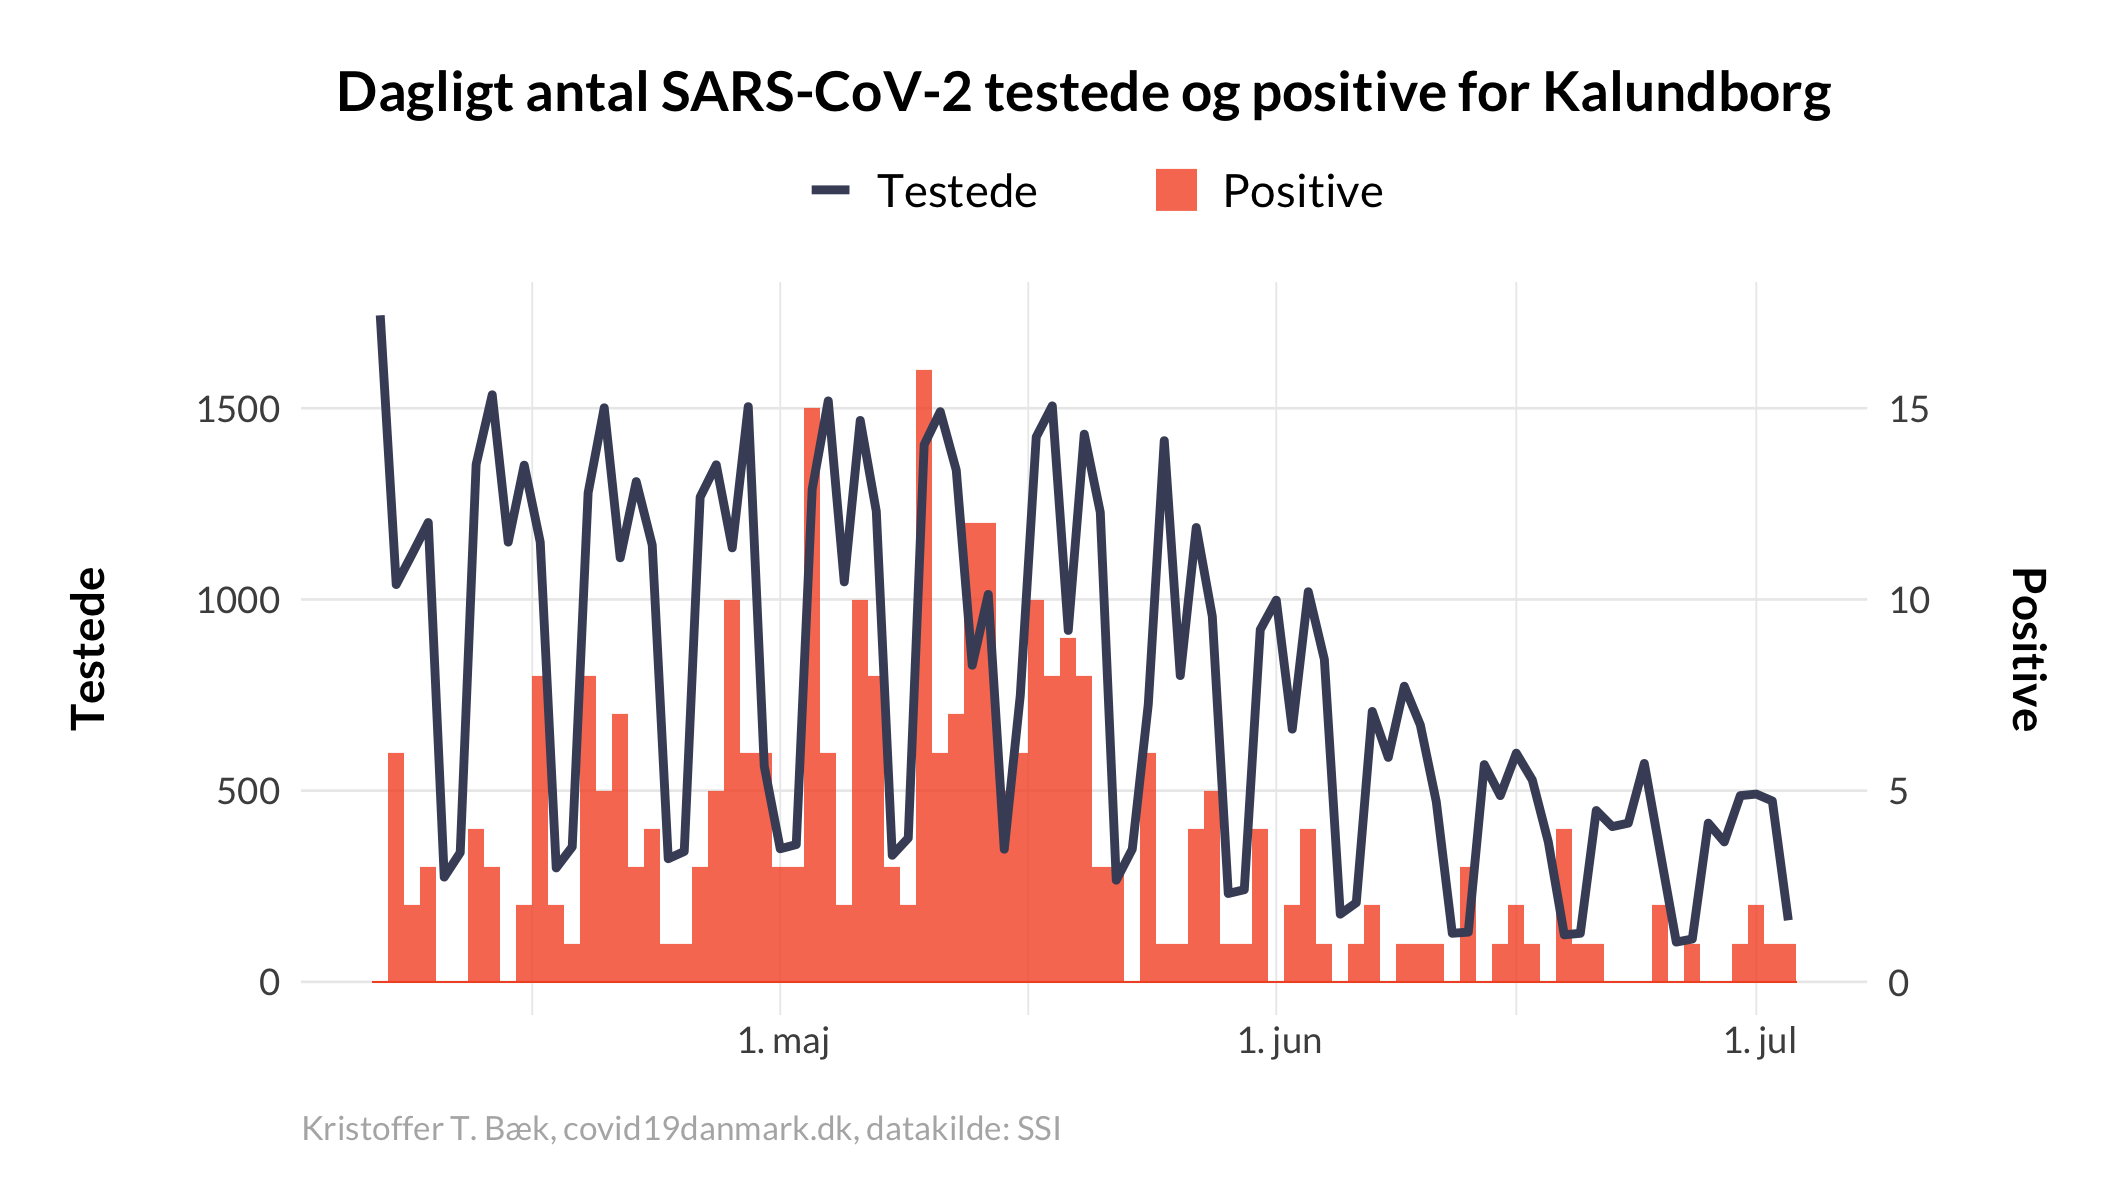 Dagligt antal SARS-CoV-2 testede og positive for Kalundborg
Testede
Positive
Testede
1500
1000
500
0
15
10
5
0
Positive
1. maj
1. jun
1. jul
Kristoffer T. Bæk, covid19danmark.dk, datakilde: SSI